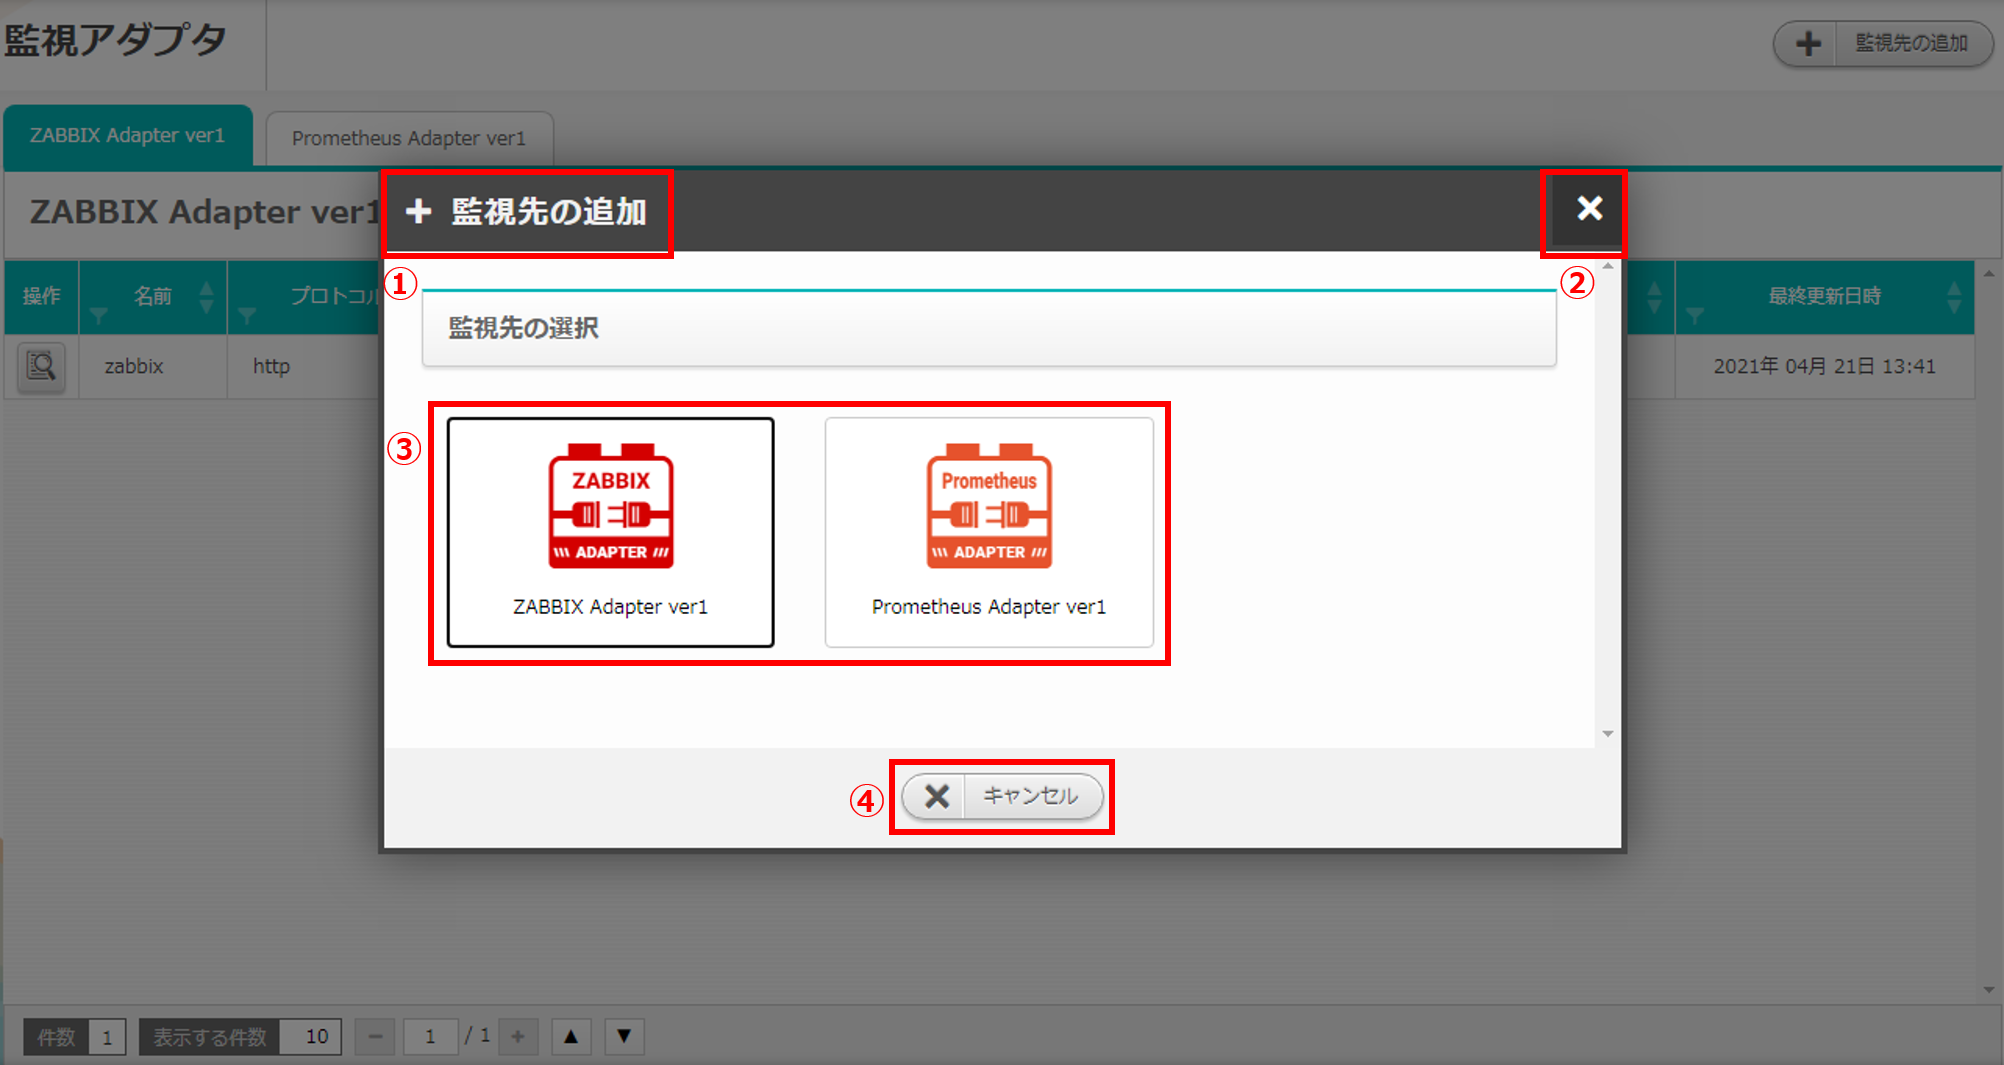 監視アダプタ
監視先の追加
ZABBIX Adapter ver1
Prometheus Adapter ver1
ZABBIX Adapter ver1
監視先の追加
①
②
操作
名前
プロトコル
最終更新日時
zabbix
http
2021年 04月 21日 13:41
監視先の選択
③
ZABBIX
ADAPTER
ZABBIX Adapter ver1
Prometheus
ADAPTER
Prometheus Adapter ver1
④
キャンセル
件数 1
表示する件数 10
1 / 1